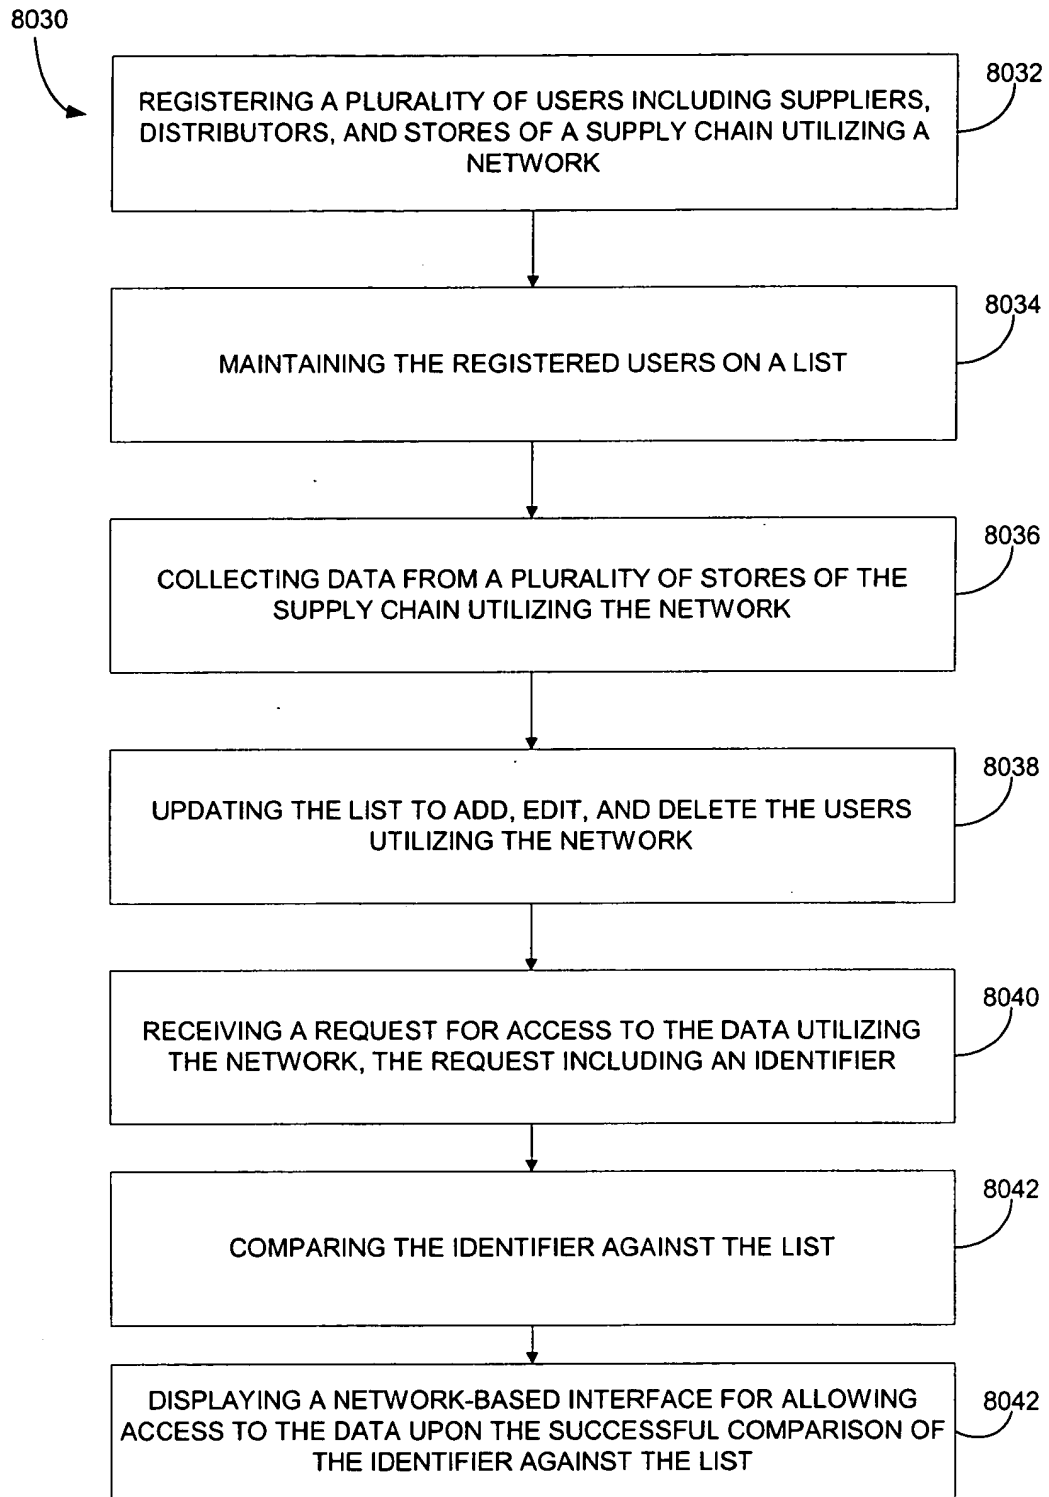 8030
8032
REGISTERING A PLURALITY OF USERS INCLUDING SUPPLIERS,
DISTRIBUTORS, AND STORES OF A SUPPLY CHAIN UTILIZING A
NETWORK
8034
MAINTAINING THE REGISTERED USERS ON A LIST
8036
COLLECTING DATA FROM A PLURALITY OF STORES OF THE
SUPPLY CHAIN UTILIZING THE NETWORK
8038
UPDATING THE LIST TO ADD, EDIT, AND DELETE THE USERS
UTILIZING THE NETWORK
8040
RECEIVING A REQUEST FOR ACCESS TO THE DATA UTILIZING
THE NETWORK, THE REQUEST INCLUDING AN IDENTIFIER
8042
COMPARING THE IDENTIFIER AGAINST THE LIST
8042
DISPLAYING A NETWORK-BASED INTERFACE FOR ALLOWING
ACCESS TO THE DATA UPON THE SUCCESSFUL COMPARISON OF
THE IDENTIFIER AGAINST THE LIST